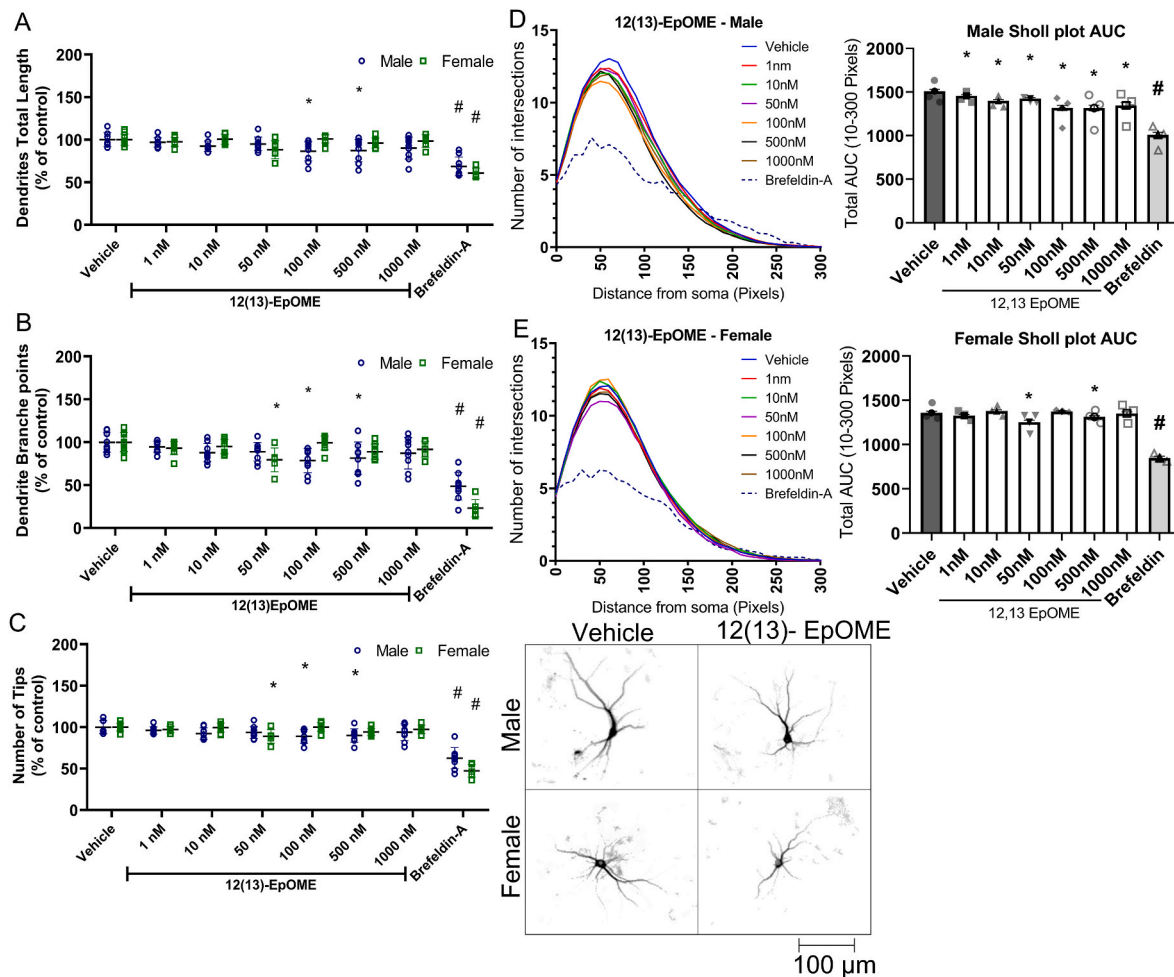 A
Dendrites Total Length
(% of control)
200
150
100
50
0
Male Female
* * # #
Vehicle
1 nM
10 nM
50 nM
100 nM
500 nM
1000 nM
Brefeldin-A
12(13)-EpOME
B
Dendrite Branche points
(% of control)
200
150
100
50
0
Male Female
* * * # #
Vehicle
1 nM
10 nM
50 nM
100 nM
500 nM
1000 nM
Brefeldin-A
12(13)EpOME
C
Number of Tips
(% of control)
200
150
100
50
0
Male Female
* * * # #
Vehicle
1 nM
10 nM
50 nM
100 nM
500 nM
1000 nM
Brefeldin-A
12(13)-EpOME
D
12(13)-EpOME - Male
Number of intersections
15
10
5
0
0 50 100 150 200 250 300
Distance from soma (Pixels)
Vehicle
1nm
10nM
50nM
100nM
500nM
1000nM
Brefeldin-A
Male Sholl plot AUC
Total AUC (10-300 Pixels)
2000
1500
1000
500
0
* * * * * * #
Vehicle
1nM
10nM
50nM
100nM
500nM
1000nM
Brefeldin
12,13 EPOME
E
12(13)-EpOME - Female
Number of intersections
15
10
5
0
0 50 100 150 200 250 300
Distance from soma (Pixels)
Vehicle
1nm
10nM
50nM
100nM
500nM
1000nM
Brefeldin-A
Female Sholl plot AUC
Total AUC (10-300 Pixels)
2000
1500
1000
500
0
* * #
Vehicle
1nM
10nM
50nM
100nM
500nM
1000nM
Brefeldin
12,13 EPOME
Vehicle 12(13)- EpOME
Male
Female
100 µm